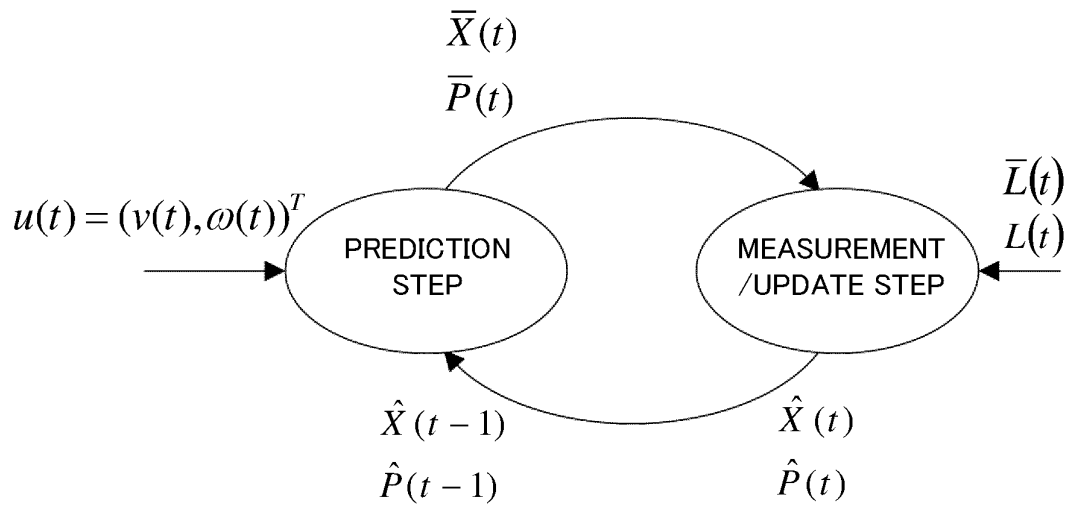 X̅(t)
P̅(t)
u(t) = (v(t), ω(t))ᵀ
PREDICTION
STEP
MEASUREMENT
/UPDATE STEP
L̅(t)
L(t)
X̂(t−1)
P̂(t−1)
X̂(t)
P̂(t)